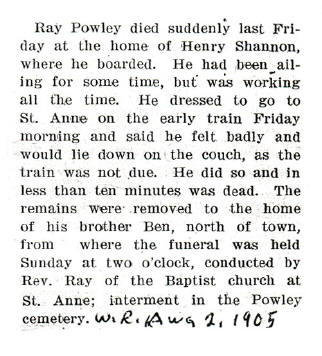 Ray Powley died suddenly last Fri-
day at the home of Henry Shannon,
where he boarded. He had been ail-
ing for some time, but was working
all the time. He dressed to go to
St. Anne on the early train Friday
morning and said he felt badly and
would lie down on the couch, as the
train was not due. He did so and in
less than ten minutes was dead. The
remains were removed to the home
of his brother Ben, north of town,
from where the funeral was held
Sunday at two o'clock, conducted by
Rev. Ray of the Baptist church at
St. Anne; interment in the Powley
cemetery. W.R. Aug 2, 1905